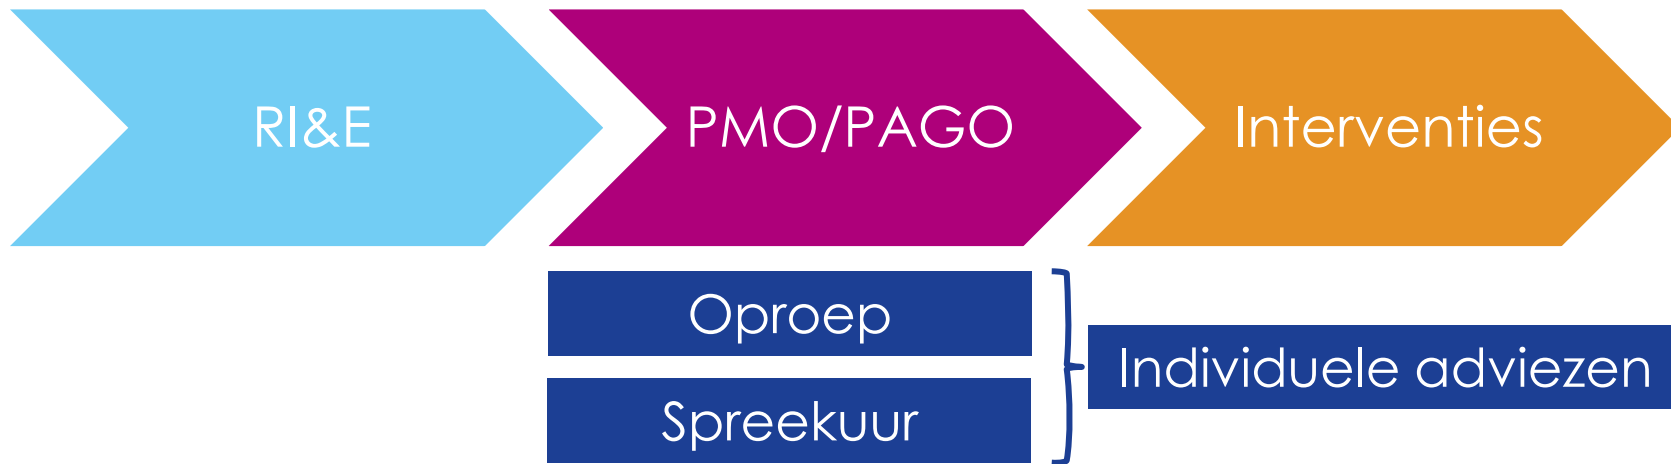 RI&E
PMO/PAGO
Interventies
Oproep
Spreekuur
Individuele adviezen